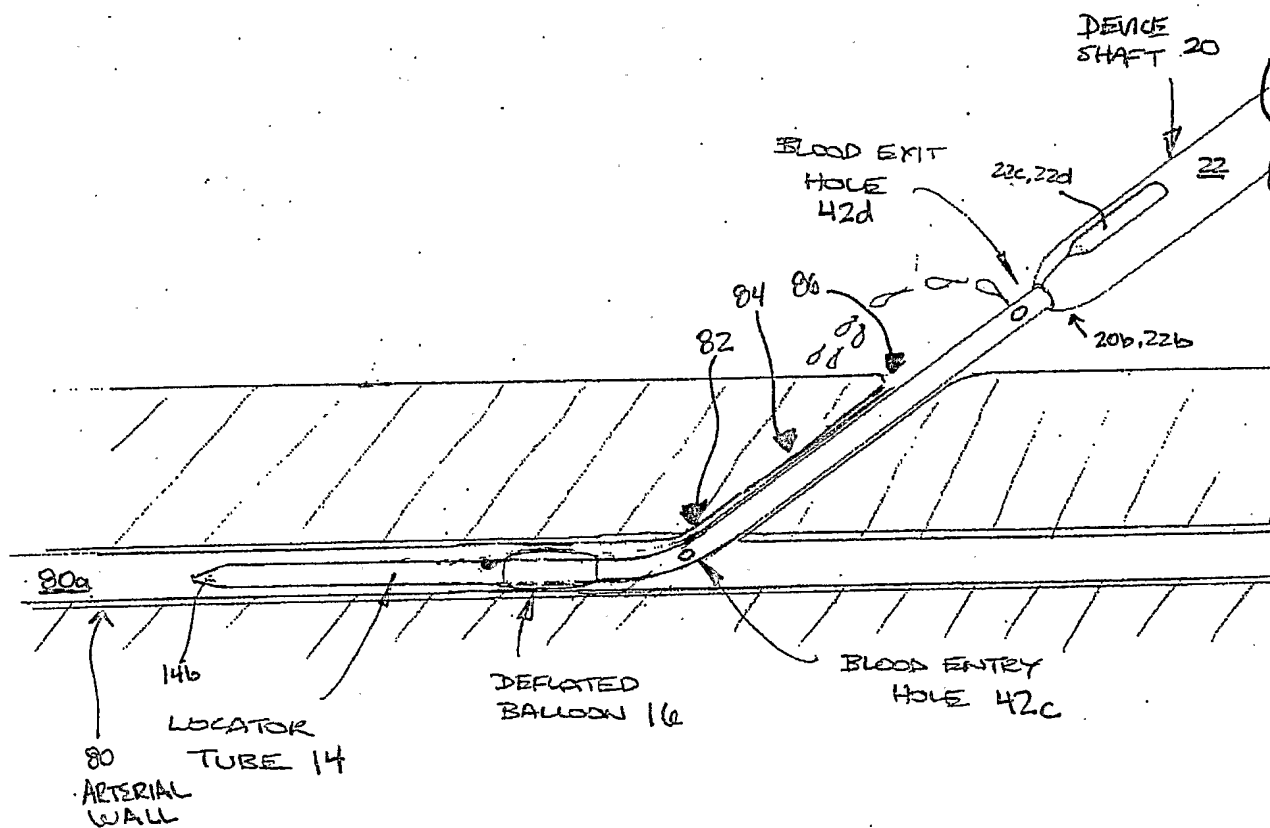 DEVICE
SHAFT 20
BLOOD EXIT
HOLE
42d
22c, 22d
22
84
86
82
20b, 22b
80a
14b
LOCATOR
TUBE 14
DEFLATED
BALLOON 16
BLOOD ENTRY
HOLE 42c
80
ARTERIAL
WALL